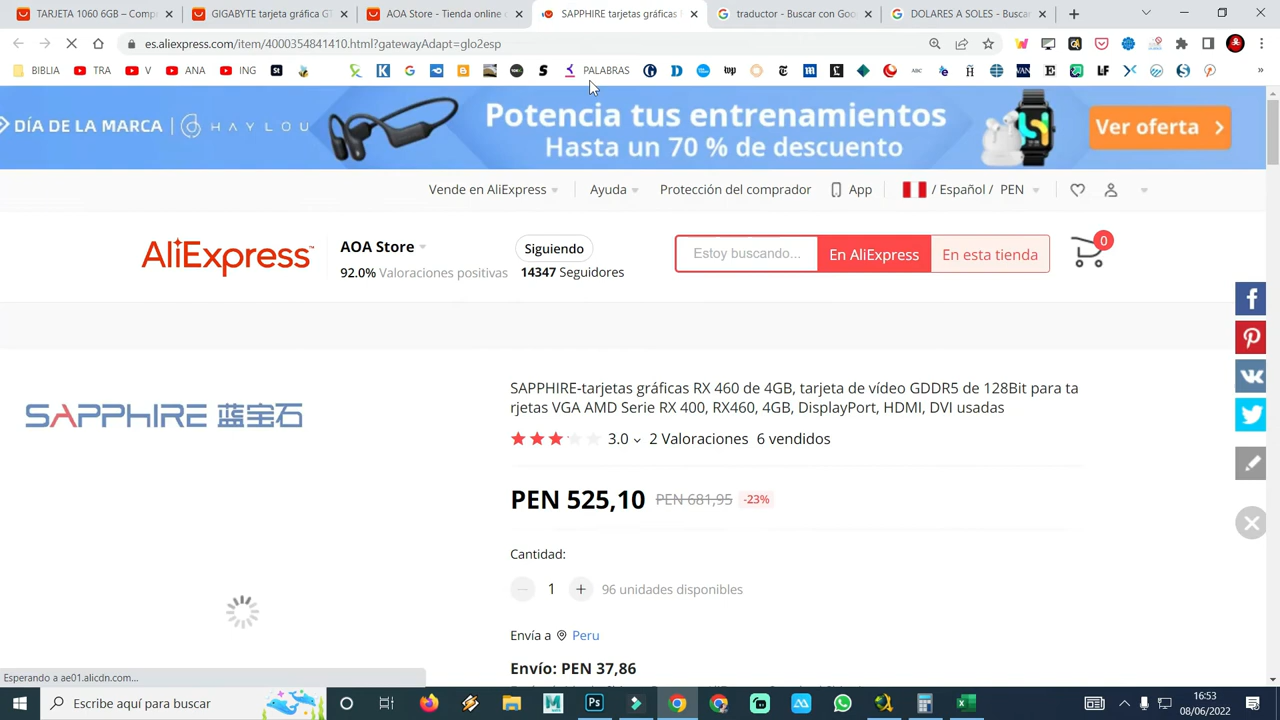 TARJETA 1060 6GB - Comp
GIGABYTE tarjeta gráfica GT
AOA Store - Tienda online d
SAPPHIRE tarjetas gráficas R
traductor - Buscar con Goo
DOLARES A SOLES - Buscar
es.aliexpress.com/item/4000354841410.html?gatewayAdapt=glo2esp
BIBLIA TRA V ANA ING PALABRAS
DÍA DE LA MARCA | HAYLOU
Potencia tus entrenamientos
Hasta un 70 % de descuento
Ver oferta
Vende en AliExpress Ayuda Protección del comprador App / Español / PEN
AliExpress
AOA Store
92.0% Valoraciones positivas
Siguiendo
14347 Seguidores
Estoy buscando... En AliExpress En esta tienda
0
SAPPHIRE 蓝宝石
SAPPHIRE-tarjetas gráficas RX 460 de 4GB, tarjeta de vídeo GDDR5 de 128Bit para ta
rjetas VGA AMD Serie RX 400, RX460, 4GB, DisplayPort, HDMI, DVI usadas
3.0 2 Valoraciones 6 vendidos
PEN 525,10 PEN 681,95 -23%
Cantidad:
1 96 unidades disponibles
Envía a Peru
Envío: PEN 37,86
Esperando a ae01.alicdn.com...
Escribe aquí para buscar
16:53
08/06/2022